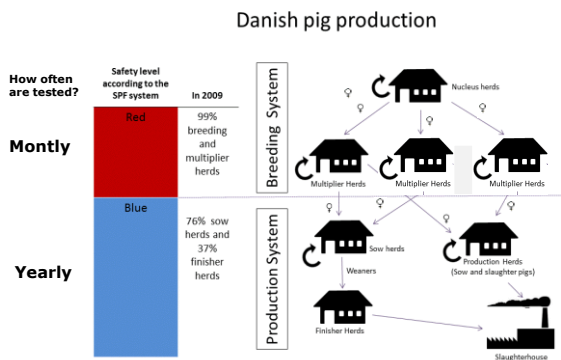 Danish pig production
How often
are tested?
Safety level
according to the
SPF system
In 2009
Montly
Red
99%
breeding
and
multiplier
herds
Yearly
Blue
76% sow
herds and
37%
finisher
herds
Breeding System
Nucleus herds
♀
♀
♀
Multiplier Herds
Multiplier Herds
Multiplier Herds
Production System
♀
♀
♀
♀
Sow herds
Production Herds
(Sow and slaughter pigs)
Weaners
Finisher Herds
Slaughterhouse